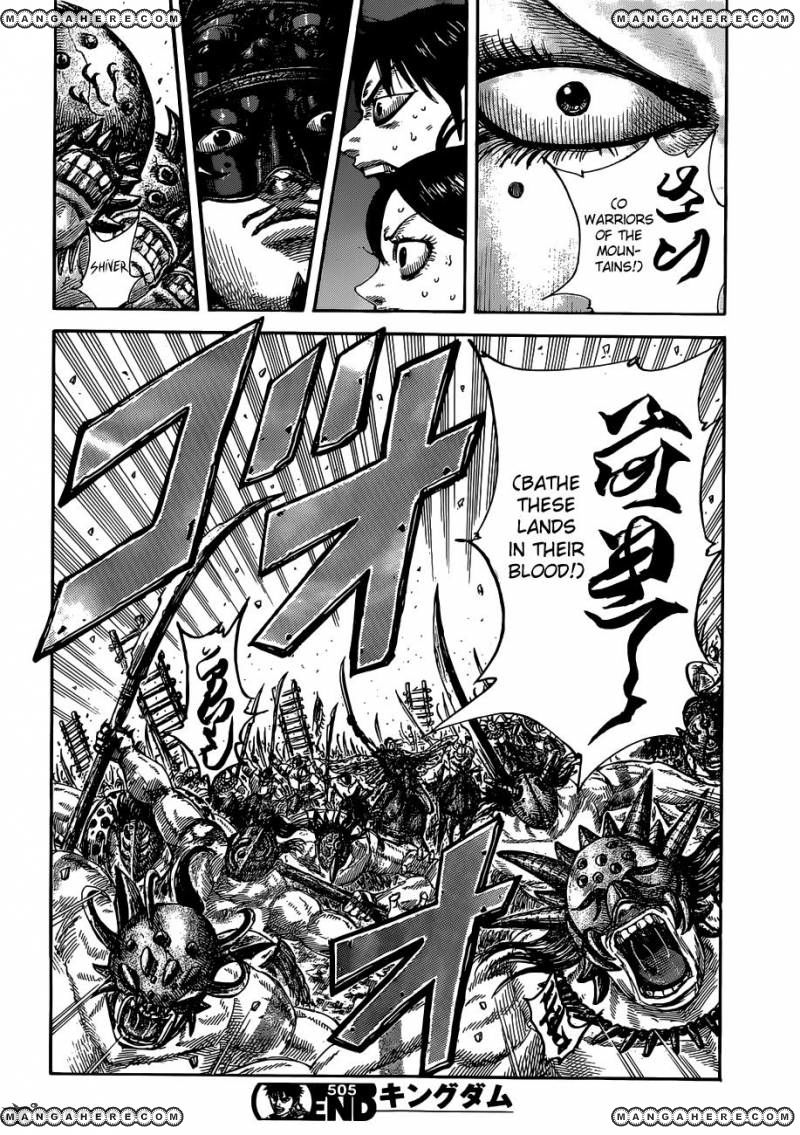 MANGAHERE.COM
MANGAHERE.COM
(O
WARRIORS
OF THE
MOUN-
TAINS!)
SHIVER
(BATHE
THESE
LANDS
IN THEIR
BLOOD!)
ゴオ
オ
505
END キングダム
MANGAHERE.COM
MANGAHERE.COM